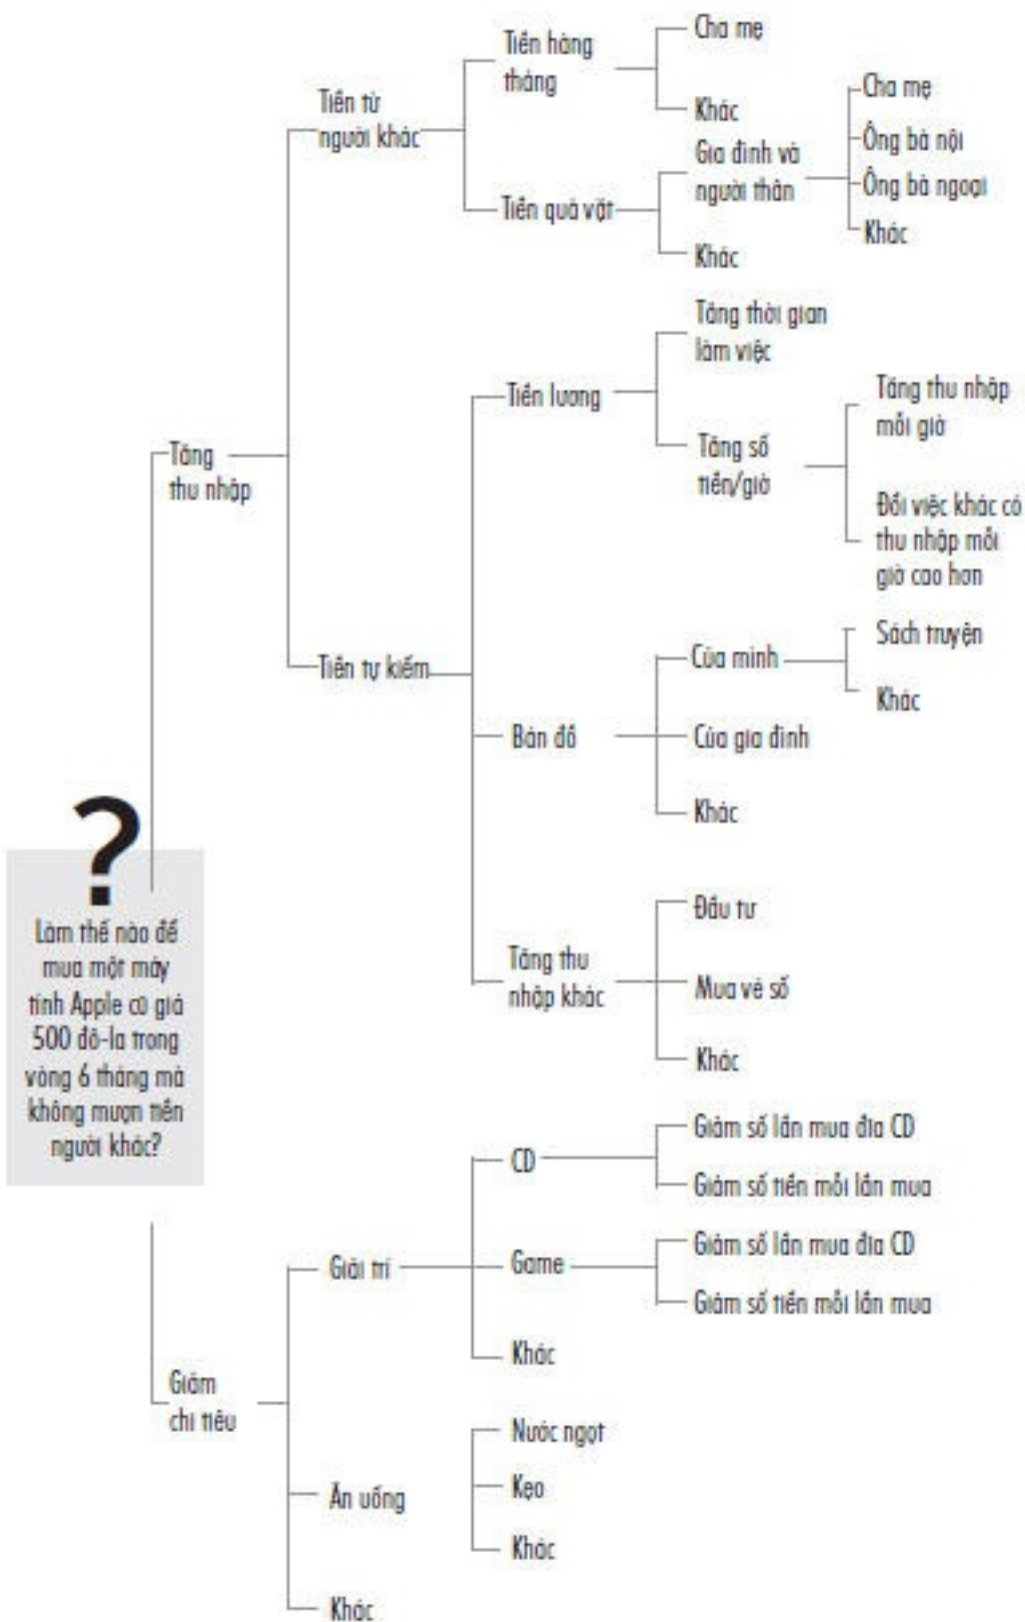 Cha mẹ
Tiền hàng
tháng
Khác
Tiền từ
người khác
Cha mẹ
Gia đình và
người thân
Ông bà nội
Ông bà ngoại
Khác
Tiền quà vặt
Khác
Tăng thời gian
làm việc
Tiền lương
Tăng số
tiền/giờ
Tăng thu nhập
mỗi giờ
Đổi việc khác có
thu nhập mỗi
giờ cao hơn
Tăng
thu nhập
Tiền tự kiếm
Của mình
Sách truyện
Khác
Bán đồ
Của gia đình
Khác
Đầu tư
Tăng thu
nhập khác
Mua vé số
Khác
?
Làm thế nào để
mua một máy
tính Apple cũ giá
500 đô-la trong
vòng 6 tháng mà
không mượn tiền
người khác?
CD
Giảm số lần mua đĩa CD
Giảm số tiền mỗi lần mua
Giải trí
Game
Giảm số lần mua đĩa CD
Giảm số tiền mỗi lần mua
Khác
Giảm
chi tiêu
Nước ngọt
Ăn uống
Kẹo
Khác
Khác